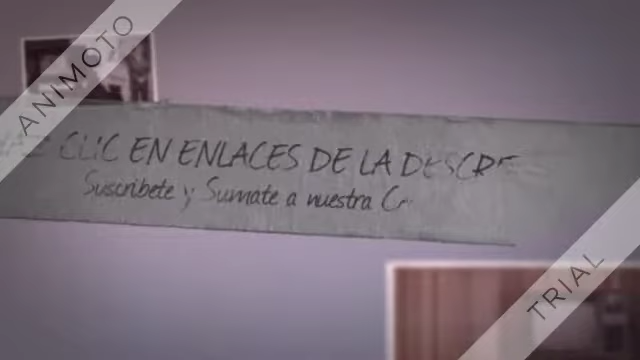 ANIMOTO
CLIC EN ENLACES DE LA
Suscribete y Sumate a nuestra
TRIAL